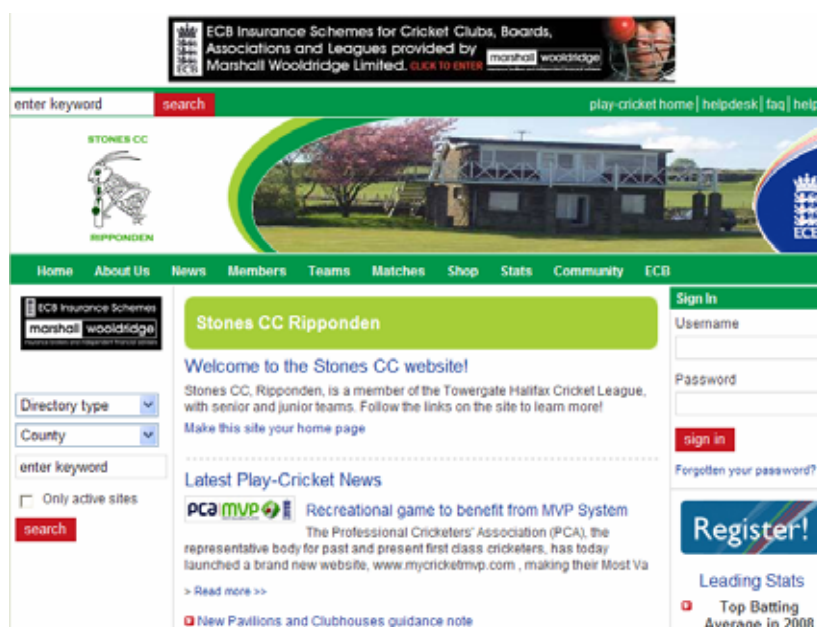 ECB Insurance Schemes for Cricket Clubs, Boards,
Associations and Leagues provided by
Marshall Wooldridge Limited. CLICK TO ENTER marshall wooldridge
enter keyword search
play-cricket home | helpdesk | faq | help
STONES CC
RIPPONDEN
ECB
Home About Us News Members Teams Matches Shop Stats Community ECB
ECB Insurance Schemes
marshall wooldridge
Directory type
County
enter keyword
Only active sites
search
Stones CC Ripponden
Welcome to the Stones CC website!
Stones CC, Ripponden, is a member of the Towergate Halifax Cricket League,
with senior and junior teams. Follow the links on the site to learn more!
Make this site your home page
Latest Play-Cricket News
pca mvp
Recreational game to benefit from MVP System
The Professional Cricketers' Association (PCA), the
representative body for past and present first class cricketers, has today
launched a brand new website, www.mycricketmvp.com , making their Most Va
> Read more >>
New Pavilions and Clubhouses guidance note
Sign In
Username
Password
sign in
Forgotten your password?
Register!
Leading Stats
Top Batting
Average in 2008